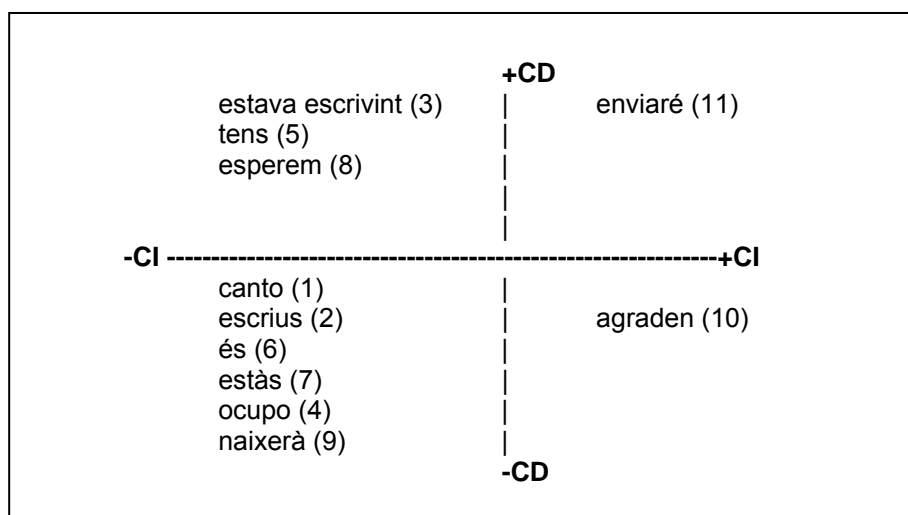 +CD
estava escrivint (3) | enviaré (11)
tens (5) |
esperem (8) |
|
|
-CI -----------------------------------------------------------+CI
canto (1) |
escrius (2) | agraden (10)
és (6) |
estàs (7) |
ocupo (4) |
naixerà (9) |
-CD